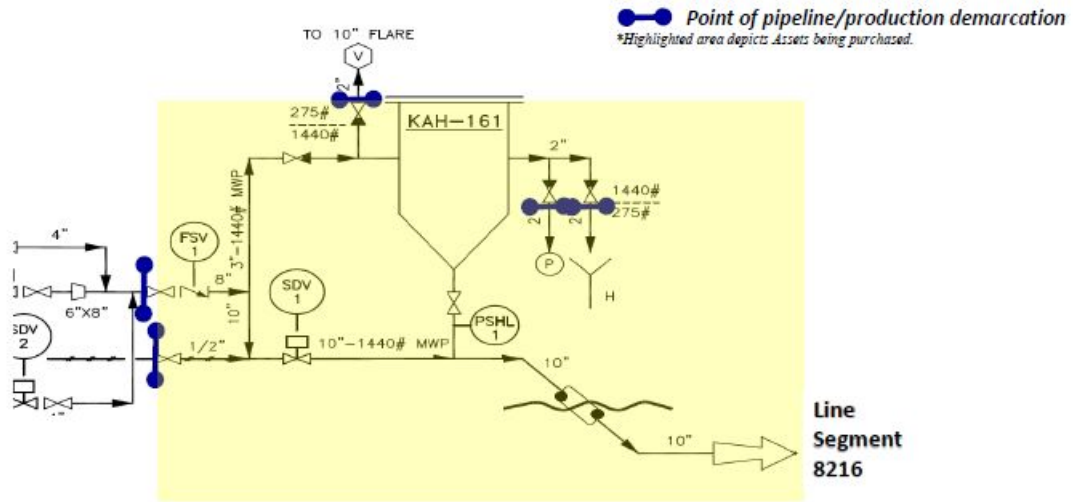 Point of pipeline/production demarcation
*Highlighted area depicts Assets being purchased.
TO 10" FLARE
V
2"
275#
1440#
KAH-161
2"
1440#
275#
2
2
P
H
3"-1440# MWP
4"
FSV
1
8"
6"X8"
10"
SDV
1
SDV
2
1/2"
10"-1440# MWP
PSHL
1
10"
10"
Line
Segment
8216